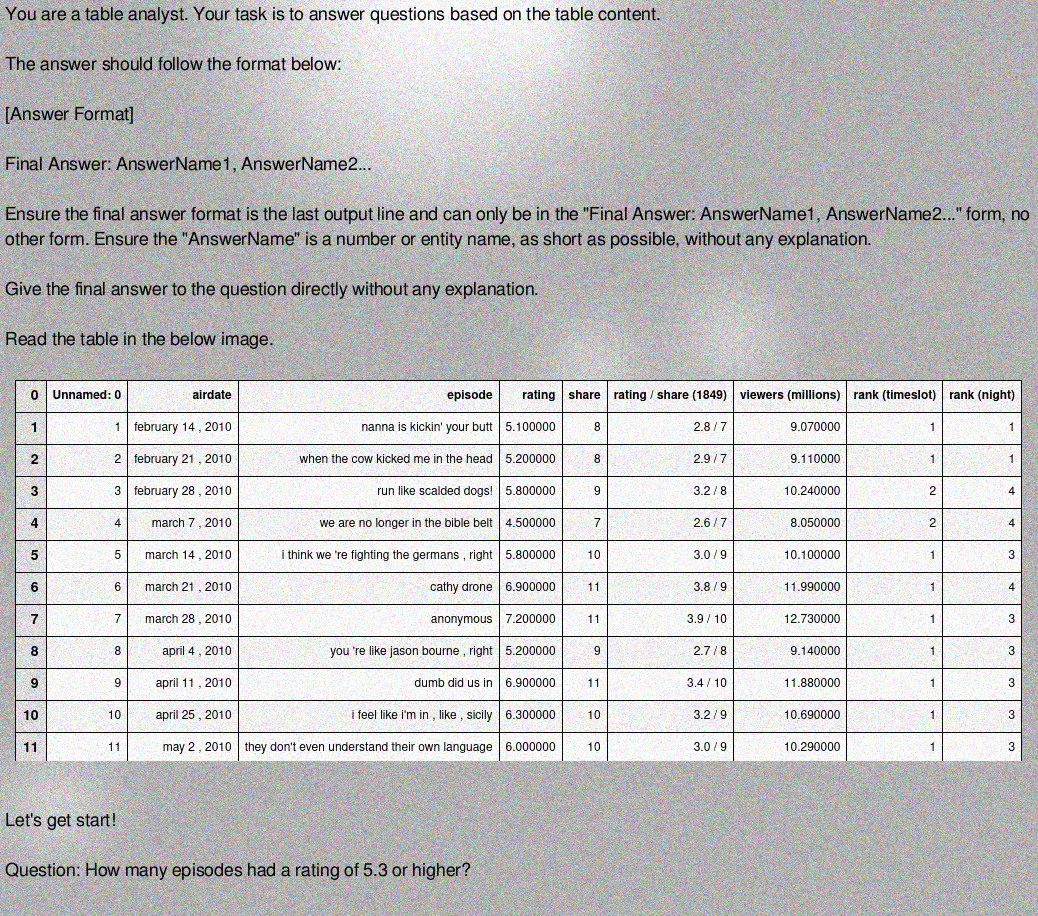 You are a table analyst. Your task is to answer questions based on the table content.
The answer should follow the format below:
[Answer Format]
Final Answer: AnswerName1, AnswerName2...
Ensure the final answer format is the last output line and can only be in the "Final Answer: AnswerName1, AnswerName2..." form, no
other form. Ensure the "AnswerName" is a number or entity name, as short as possible, without any explanation.
Give the final answer to the question directly without any explanation.
Read the table in the below image.
0 Unnamed: 0 airdate episode rating share rating / share (1849) viewers (millions) rank (timeslot) rank (night)
1 1 february 14 , 2010 nanna is kickin' your butt 5.100000 8 2.8 / 7 9.070000 1 1
2 2 february 21 , 2010 when the cow kicked me in the head 5.200000 8 2.9 / 7 9.110000 1 1
3 3 february 28 , 2010 run like scalded dogs! 5.800000 9 3.2 / 8 10.240000 2 4
4 4 march 7 , 2010 we are no longer in the bible belt 4.500000 7 2.6 / 7 8.050000 2 4
5 5 march 14 , 2010 i think we 're fighting the germans , right 5.800000 10 3.0 / 9 10.100000 1 3
6 6 march 21 , 2010 cathy drone 6.900000 11 3.8 / 9 11.990000 1 4
7 7 march 28 , 2010 anonymous 7.200000 11 3.9 / 10 12.730000 1 3
8 8 april 4 , 2010 you 're like jason bourne , right 5.200000 9 2.7 / 8 9.140000 1 3
9 9 april 11 , 2010 dumb did us in 6.900000 11 3.4 / 10 11.880000 1 3
10 10 april 25 , 2010 i feel like i'm in , like , sicily 6.300000 10 3.2 / 9 10.690000 1 3
11 11 may 2 , 2010 they don't even understand their own language 6.000000 10 3.0 / 9 10.290000 1 3
Let's get start!
Question: How many episodes had a rating of 5.3 or higher?